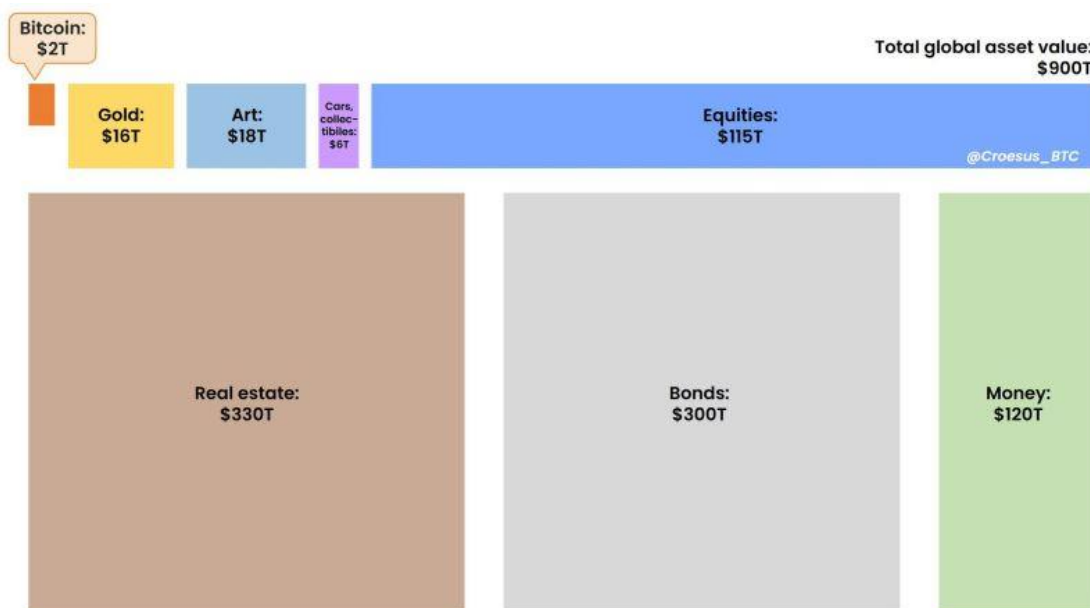 Bitcoin:
$2T
Total global asset value:
$900T
Gold:
$16T
Art:
$18T
Cars,
collec-
tibiles:
$6T
Equities:
$115T
@Croesus_BTC
Real estate:
$330T
Bonds:
$300T
Money:
$120T